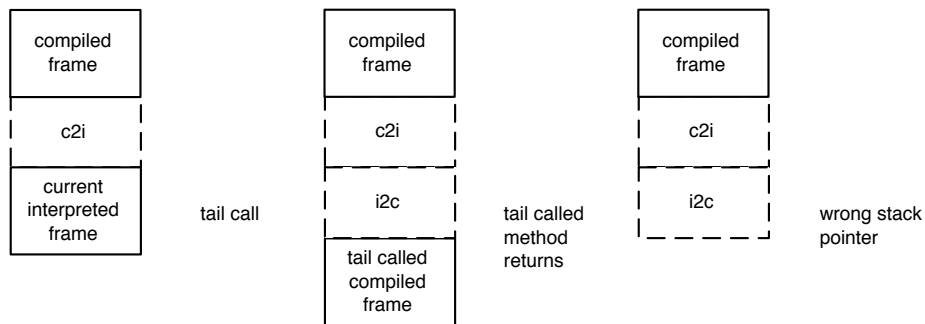 compiled
frame
c2i
current
interpreted
frame
tail call
compiled
frame
c2i
i2c
tail called
compiled
frame
tail called
method
returns
compiled
frame
c2i
i2c
wrong stack
pointer